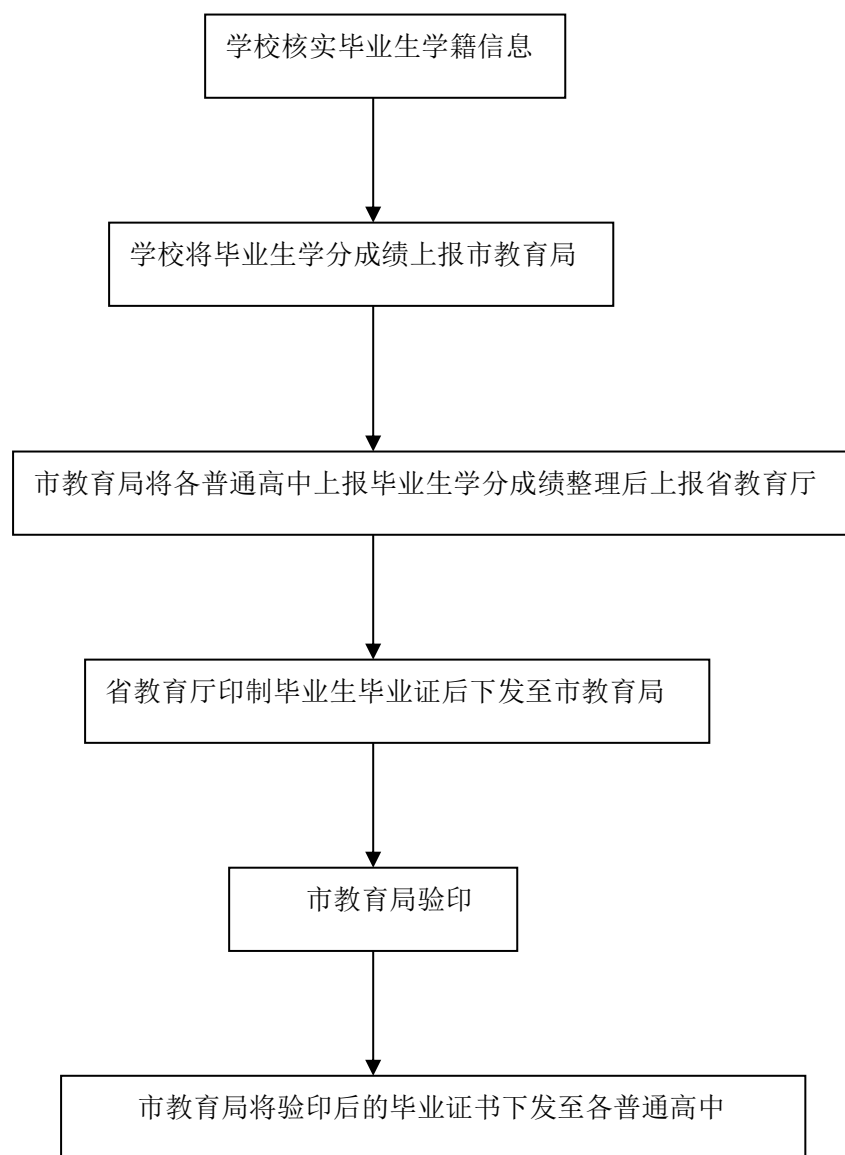 学校核实毕业生学籍信息
学校将毕业生学分成绩上报市教育局
市教育局将各普通高中上报毕业生学分成绩整理后上报省教育厅
省教育厅印制毕业生毕业证后下发至市教育局
市教育局验印
市教育局将验印后的毕业证书下发至各普通高中